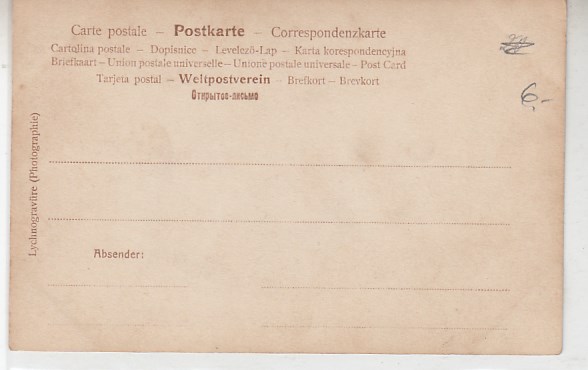 Carte postale – Postkarte – Correspondenzkarte
Cartolina postale – Dopisnice – Levelező-Lap – Karta korespondencyjna
Briefkaart – Union postale universelle – Unione postale universale – Post Card
Tarjeta postal – Weltpostverein – Brefkort – Brevkort
Открытое-письмо
6,-
Lychnogravüre (Photographie)
Absender: